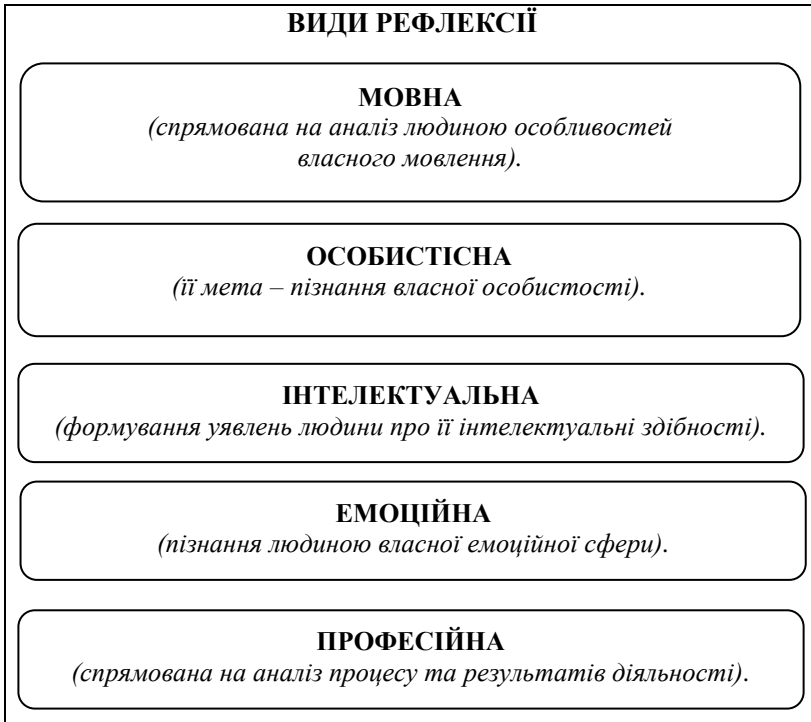 ВИДИ РЕФЛЕКСІЇ
МОВНА
(спрямована на аналіз людиною особливостей
власного мовлення).
ОСОБИСТІСНА
(її мета – пізнання власної особистості).
ІНТЕЛЕКТУАЛЬНА
(формування уявлень людини про її інтелектуальні здібності).
ЕМОЦІЙНА
(пізнання людиною власної емоційної сфери).
ПРОФЕСІЙНА
(спрямована на аналіз процесу та результатів діяльності).